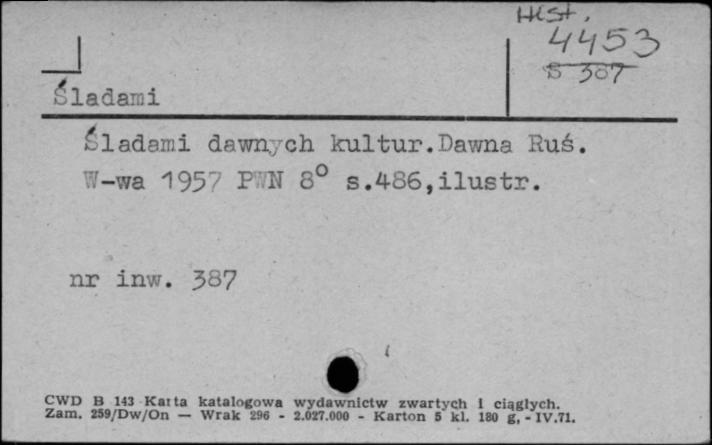 Hist.
4453
S 387
Śladami
Śladami dawnych kultur.Dawna Ruś.
W-wa 1957 PWN 8° s.486,ilustr.
nr inw. 387
CWD B 143 Karta katalogowa wydawnictw zwartych i ciągłych.
Zam. 259/Dw/On — Wrak 296 - 2.027.000 - Karton 5 kl. 180 g, - IV.71.